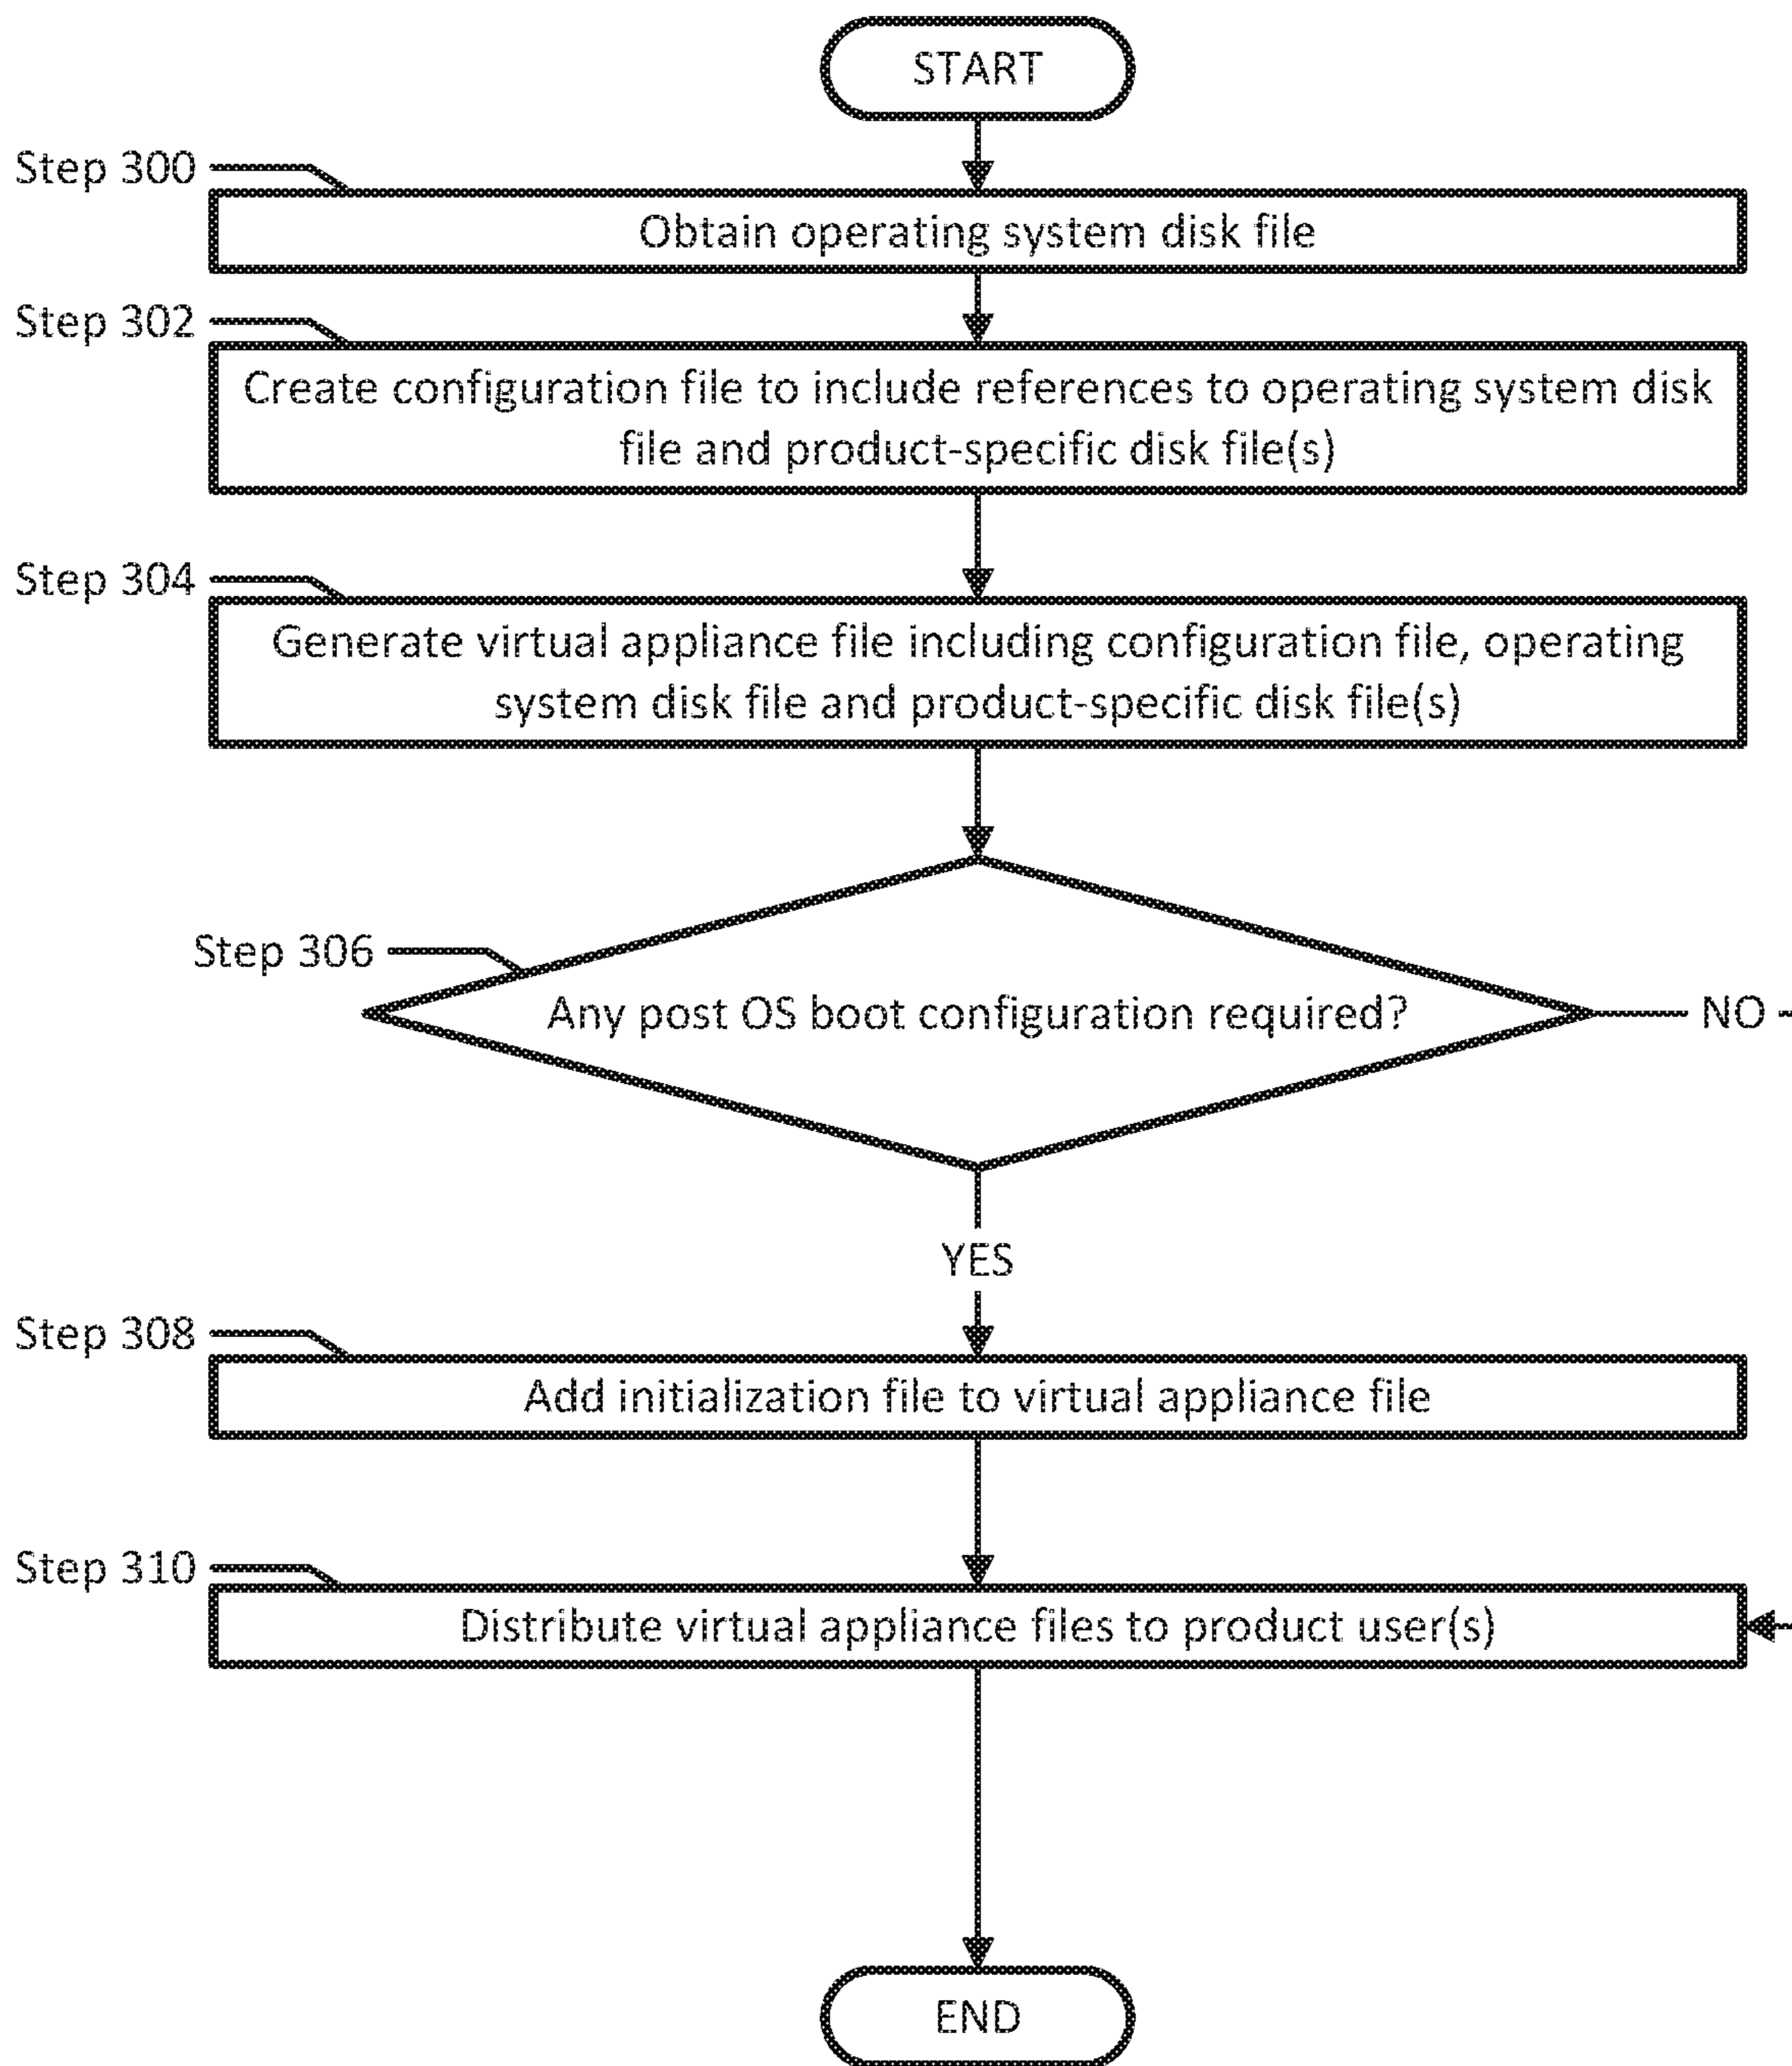 START
Step 300
Obtain operating system disk file
Step 302
Create configuration file to include references to operating system disk
file and product-specific disk file(s)
Step 304
Generate virtual appliance file including configuration file, operating
system disk file and product-specific disk file(s)
Step 306
Any post OS boot configuration required?
NO
YES
Step 308
Add initialization file to virtual appliance file
Step 310
Distribute virtual appliance files to product user(s)
END